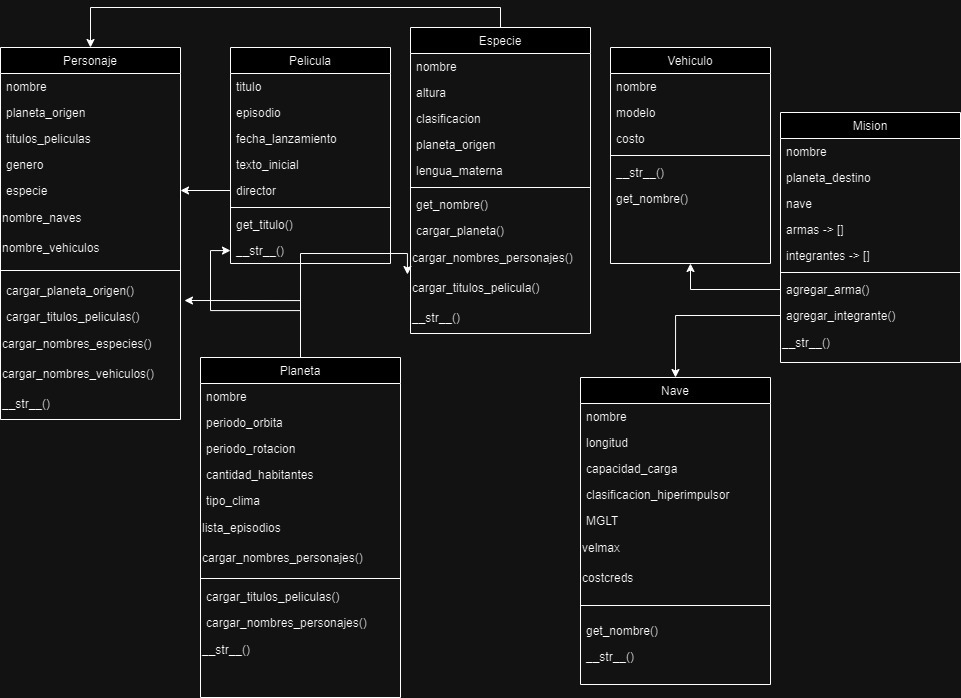 Personaje
nombre
planeta_origen
titulos_peliculas
genero
especie
nombre_naves
nombre_vehiculos
cargar_planeta_origen()
cargar_titulos_peliculas()
cargar_nombres_especies()
cargar_nombres_vehiculos()
__str__()
Pelicula
titulo
episodio
fecha_lanzamiento
texto_inicial
director
get_titulo()
__str__()
Especie
nombre
altura
clasificacion
planeta_origen
lengua_materna
get_nombre()
cargar_planeta()
cargar_nombres_personajes()
cargar_titulos_pelicula()
__str__()
Vehiculo
nombre
modelo
costo
__str__()
get_nombre()
Mision
nombre
planeta_destino
nave
armas -> []
integrantes -> []
agregar_arma()
agregar_integrante()
__str__()
Planeta
nombre
periodo_orbita
periodo_rotacion
cantidad_habitantes
tipo_clima
lista_episodios
cargar_nombres_personajes()
cargar_titulos_peliculas()
cargar_nombres_personajes()
__str__()
Nave
nombre
longitud
capacidad_carga
clasificacion_hiperimpulsor
MGLT
velmax
costcreds
get_nombre()
__str__()